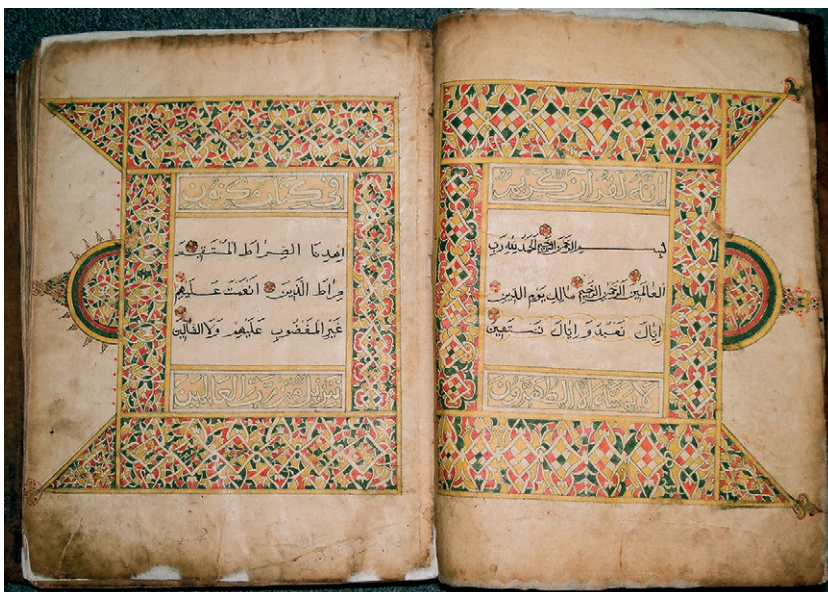 إنه لقرآن كريم
بسم الله الرحمن الرحيم الحمد لله رب
العالمين الرحمن الرحيم مالك يوم الدين
إياك نعبد وإياك نستعين
لا يمسه إلا المطهرون
في كتاب مكنون
اهدنا الصراط المستقيم
صراط الذين أنعمت عليهم
غير المغضوب عليهم ولا الضالين
تنزيل من رب العالمين